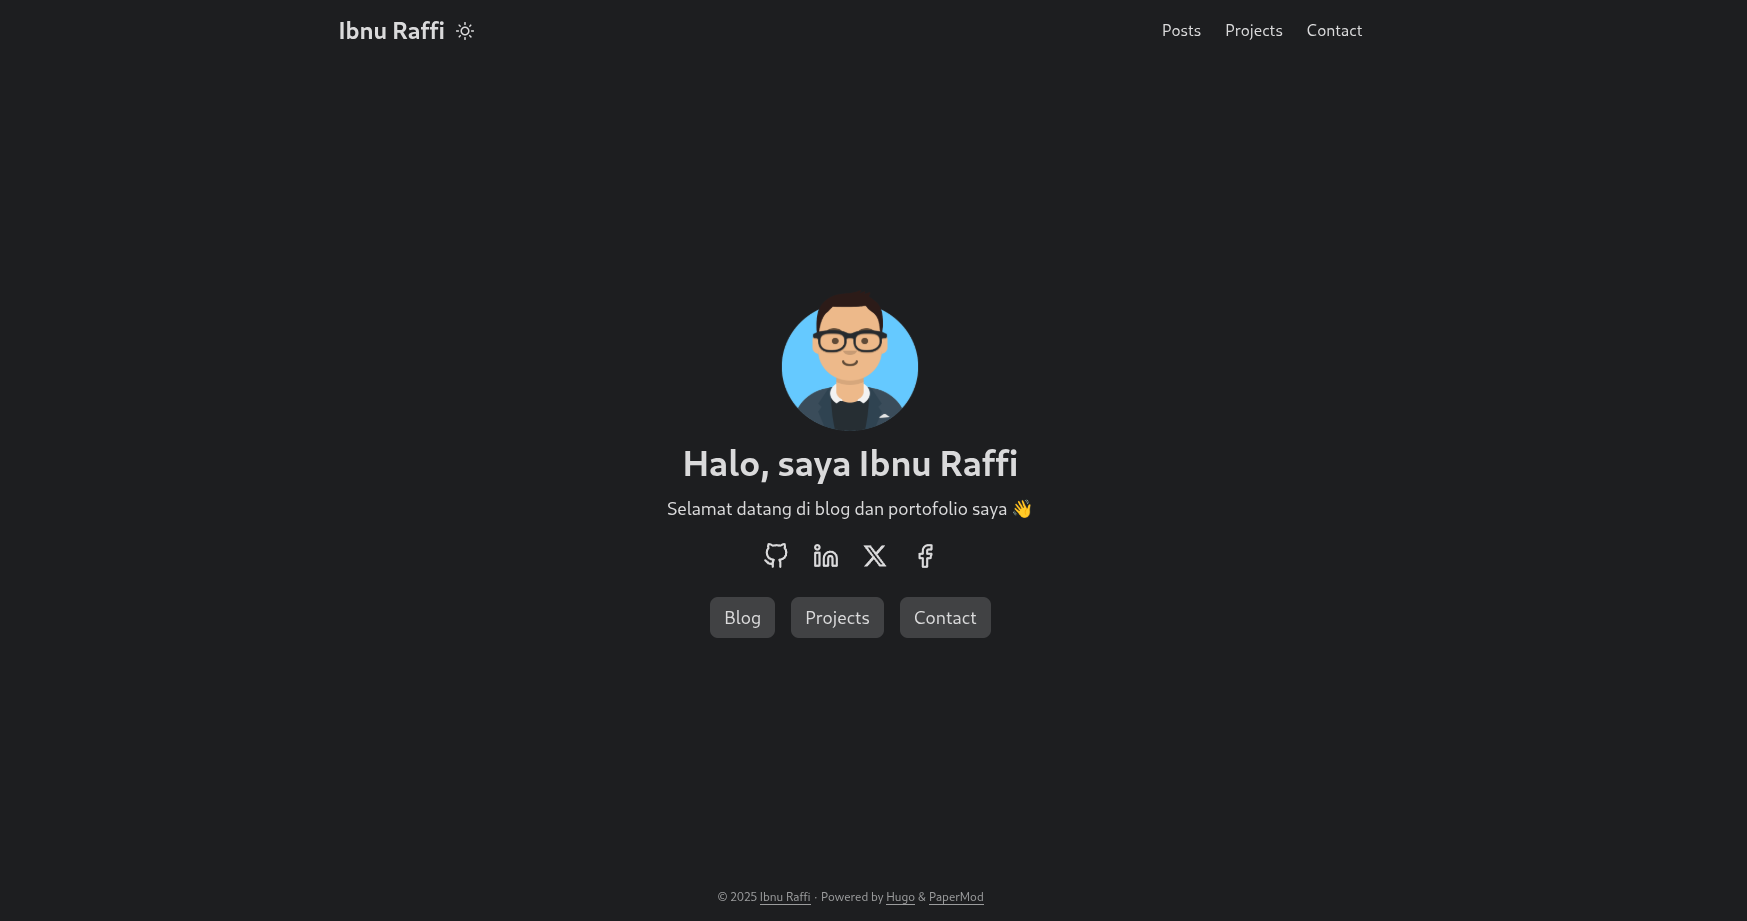 Ibnu Raffi
Posts Projects Contact
Halo, saya Ibnu Raffi
Selamat datang di blog dan portofolio saya 👋
Blog Projects Contact
© 2025 Ibnu Raffi · Powered by Hugo & PaperMod